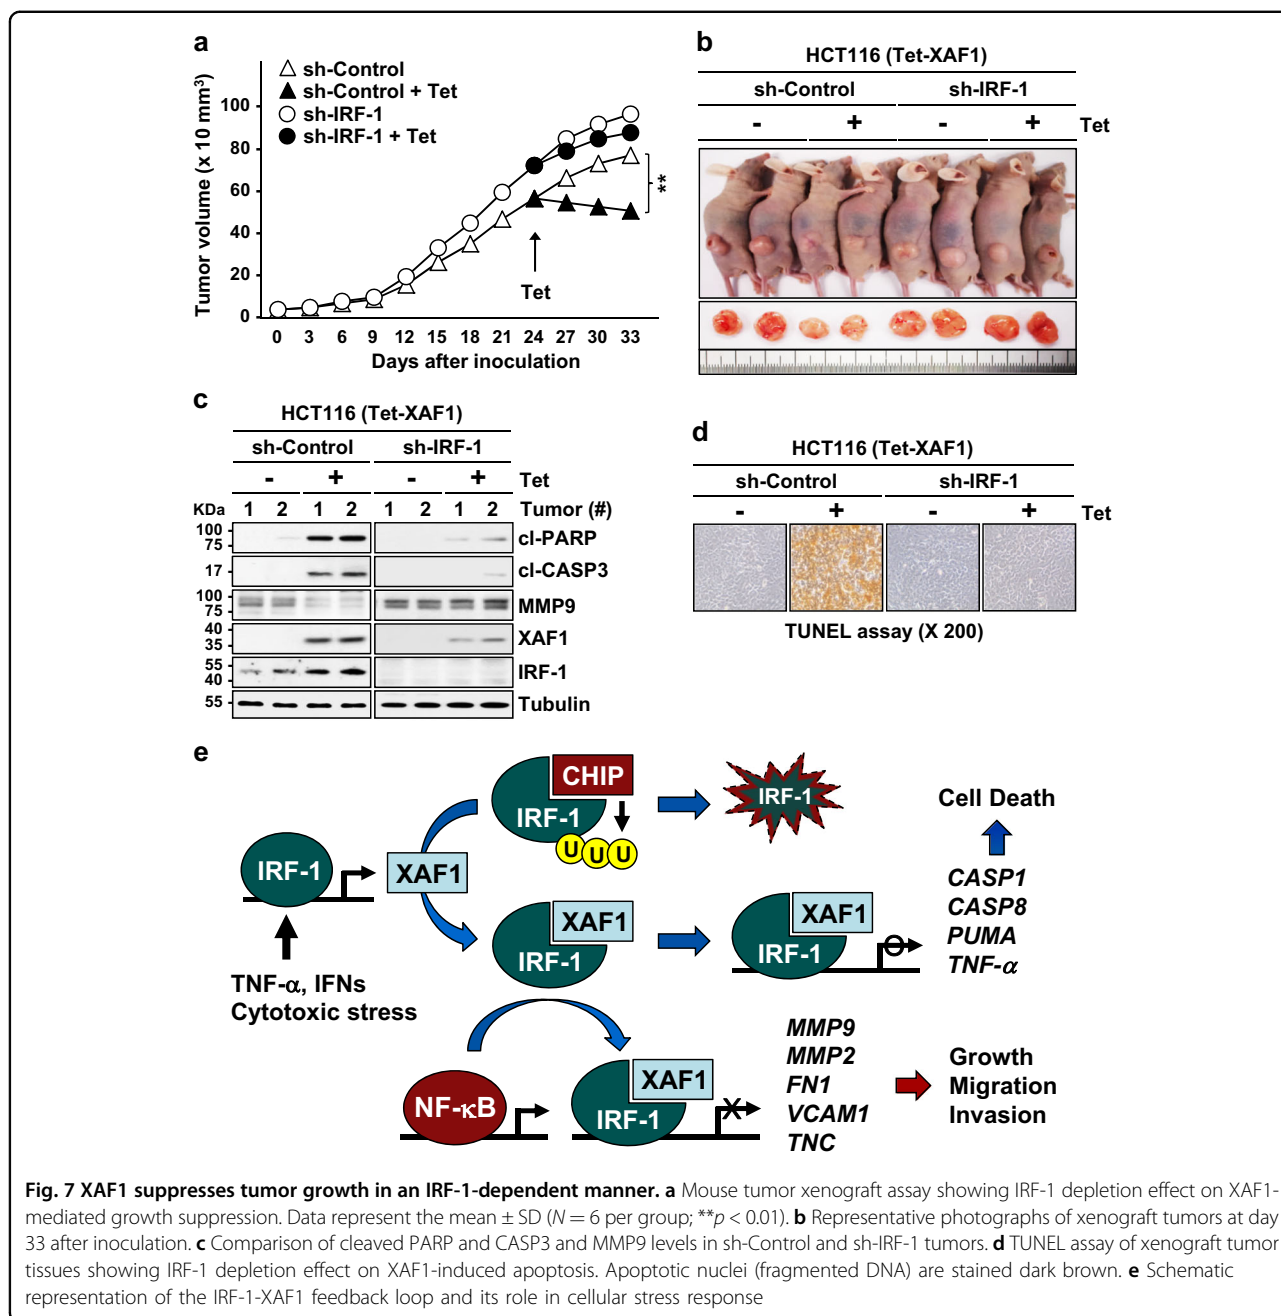 a
△ sh-Control
▲ sh-Control + Tet
○ sh-IRF-1
● sh-IRF-1 + Tet
Tumor volume (x 10 mm³)
100
80
60
40
20
0
**
Tet
0 3 6 9 12 15 18 21 24 27 30 33
Days after inoculation
b
HCT116 (Tet-XAF1)
sh-Control sh-IRF-1
- + - + Tet
c
HCT116 (Tet-XAF1)
sh-Control sh-IRF-1
- + - + Tet
KDa 1 2 1 2 1 2 1 2 Tumor (#)
100
75
cl-PARP
17 cl-CASP3
100
75
MMP9
40
35
XAF1
55
40
IRF-1
55 Tubulin
d
HCT116 (Tet-XAF1)
sh-Control sh-IRF-1
- + - + Tet
TUNEL assay (X 200)
e
CHIP
IRF-1
U U U
IRF-1
Cell Death
IRF-1
XAF1
CASP1
CASP8
PUMA
TNF-α
XAF1
IRF-1
XAF1
IRF-1
TNF-α, IFNs
Cytotoxic stress
NF-κB
XAF1
IRF-1
X
MMP9
MMP2
FN1
VCAM1
TNC
Growth
Migration
Invasion
Fig. 7 XAF1 suppresses tumor growth in an IRF-1-dependent manner. a Mouse tumor xenograft assay showing IRF-1 depletion effect on XAF1-
mediated growth suppression. Data represent the mean ± SD (N = 6 per group; **p < 0.01). b Representative photographs of xenograft tumors at day
33 after inoculation. c Comparison of cleaved PARP and CASP3 and MMP9 levels in sh-Control and sh-IRF-1 tumors. d TUNEL assay of xenograft tumor
tissues showing IRF-1 depletion effect on XAF1-induced apoptosis. Apoptotic nuclei (fragmented DNA) are stained dark brown. e Schematic
representation of the IRF-1-XAF1 feedback loop and its role in cellular stress response